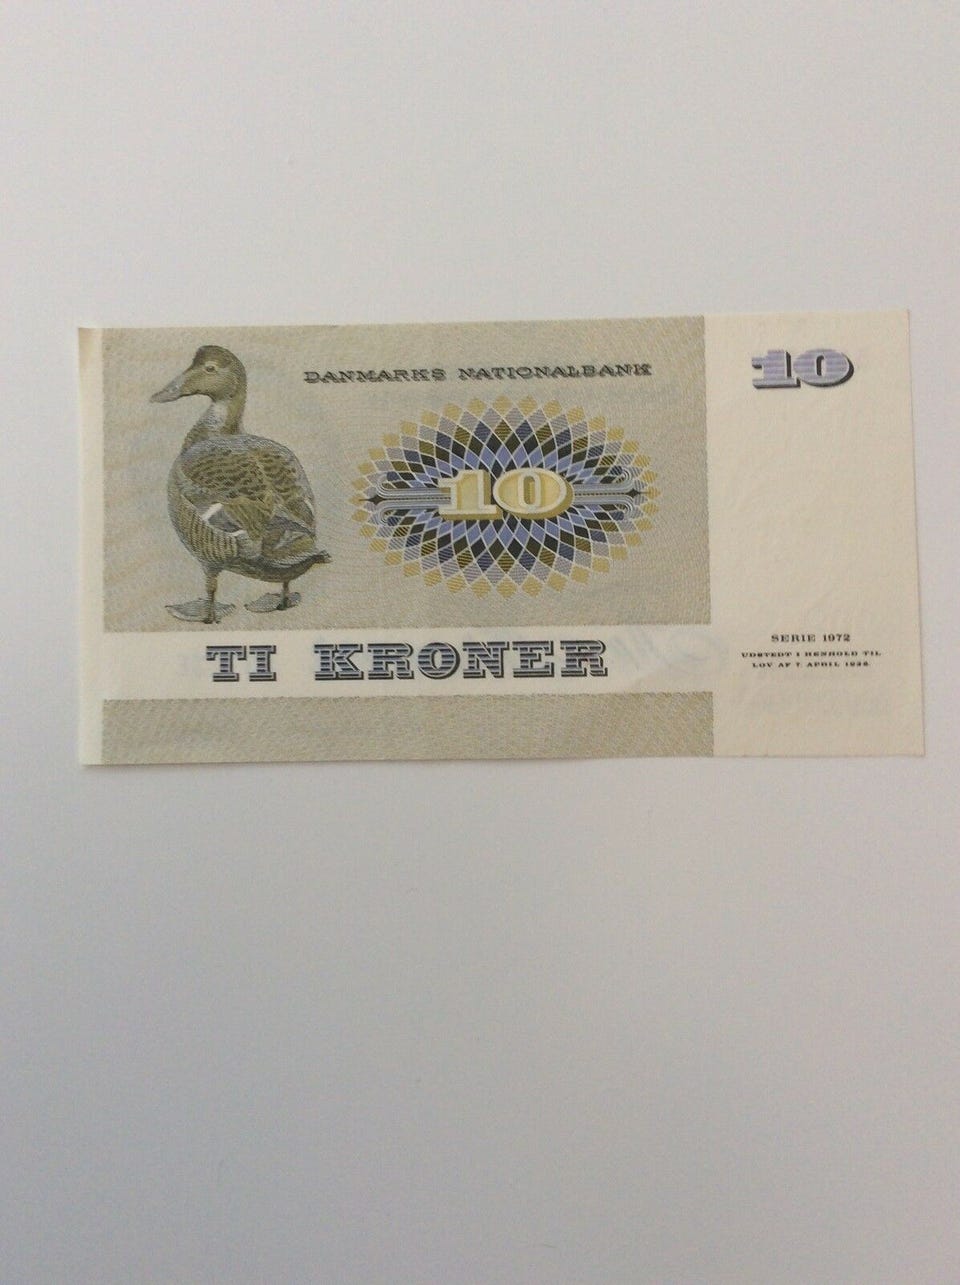 DANMARKS NATIONALBANK
10
10
TI KRONER
SERIE 1972
UDSTEDT I HENHOLD TIL
LOV AF 7. APRIL 1936